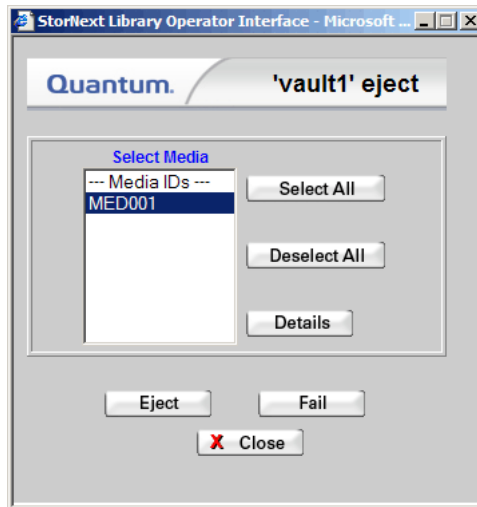 StorNext Library Operator Interface - Microsoft ...
Quantum.
'vault1' eject
Select Media
--- Media IDs ---
MED001
Select All
Deselect All
Details
Eject
Fail
X Close